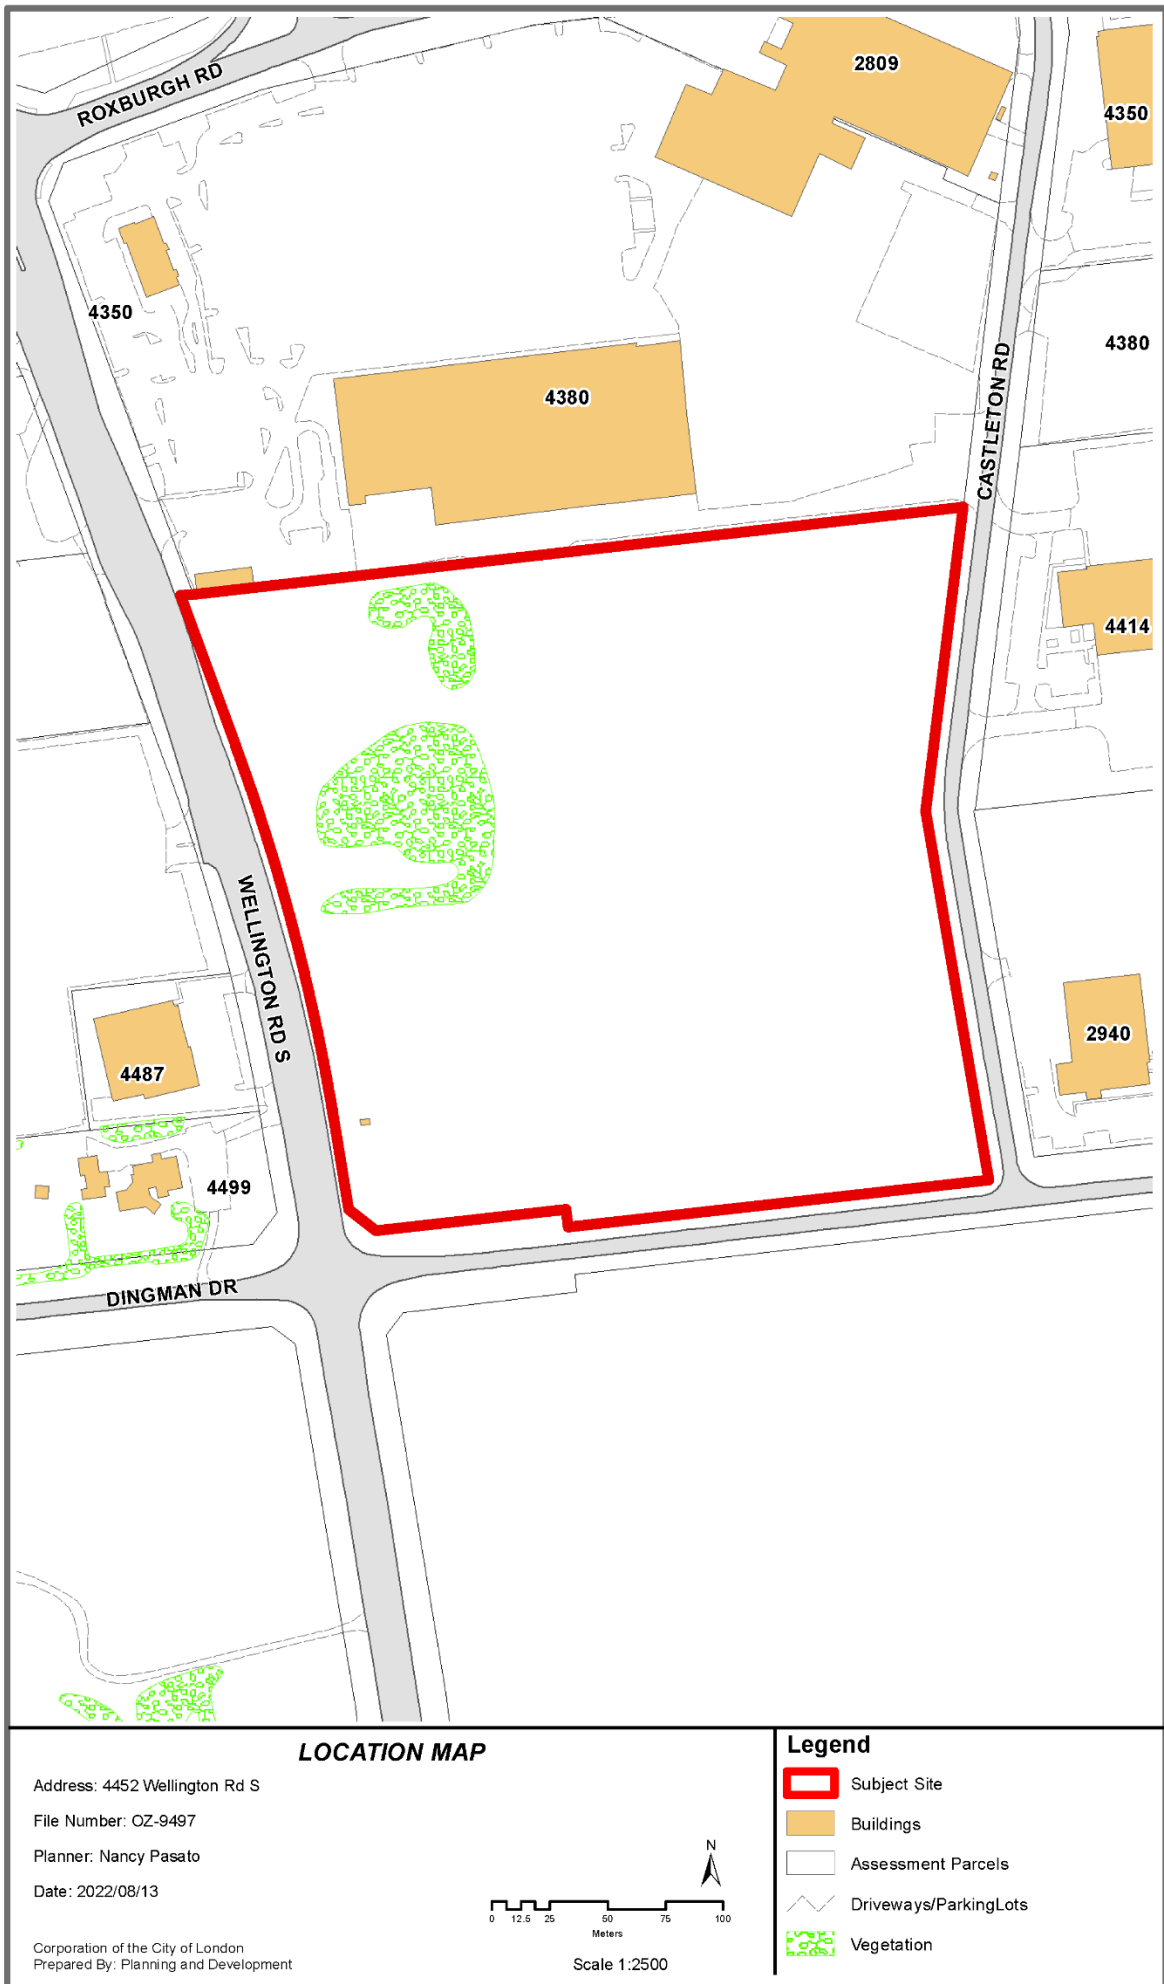 ROXBURGH RD
2809
4350
4350
4380
4380
CASTLETON RD
4414
WELLINGTON RD S
2940
4487
4499
DINGMAN DR
LOCATION MAP
Address: 4452 Wellington Rd S
File Number: OZ-9497
Planner: Nancy Pasato
Date: 2022/08/13
Corporation of the City of London
Prepared By: Planning and Development
N
0 12.5 25 50 75 100
Meters
Scale 1:2500
Legend
Subject Site
Buildings
Assessment Parcels
Driveways/ParkingLots
Vegetation